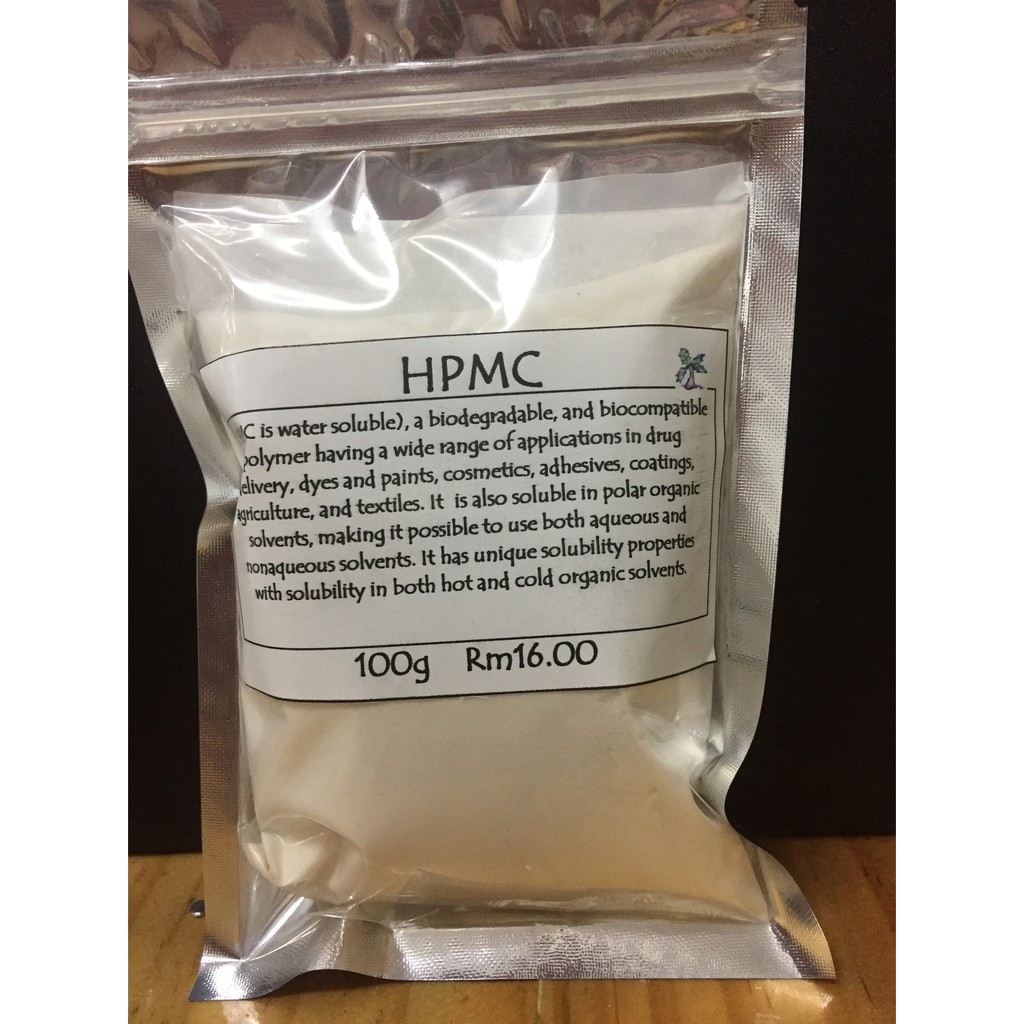 HPMC
C is water soluble), a biodegradable, and biocompatible
polymer having a wide range of applications in drug
elivery, dyes and paints, cosmetics, adhesives, coatings,
agriculture, and textiles. It is also soluble in polar organic
solvents, making it possible to use both aqueous and
nonaqueous solvents. It has unique solubility properties
with solubility in both hot and cold organic solvents.
100g Rm16.00